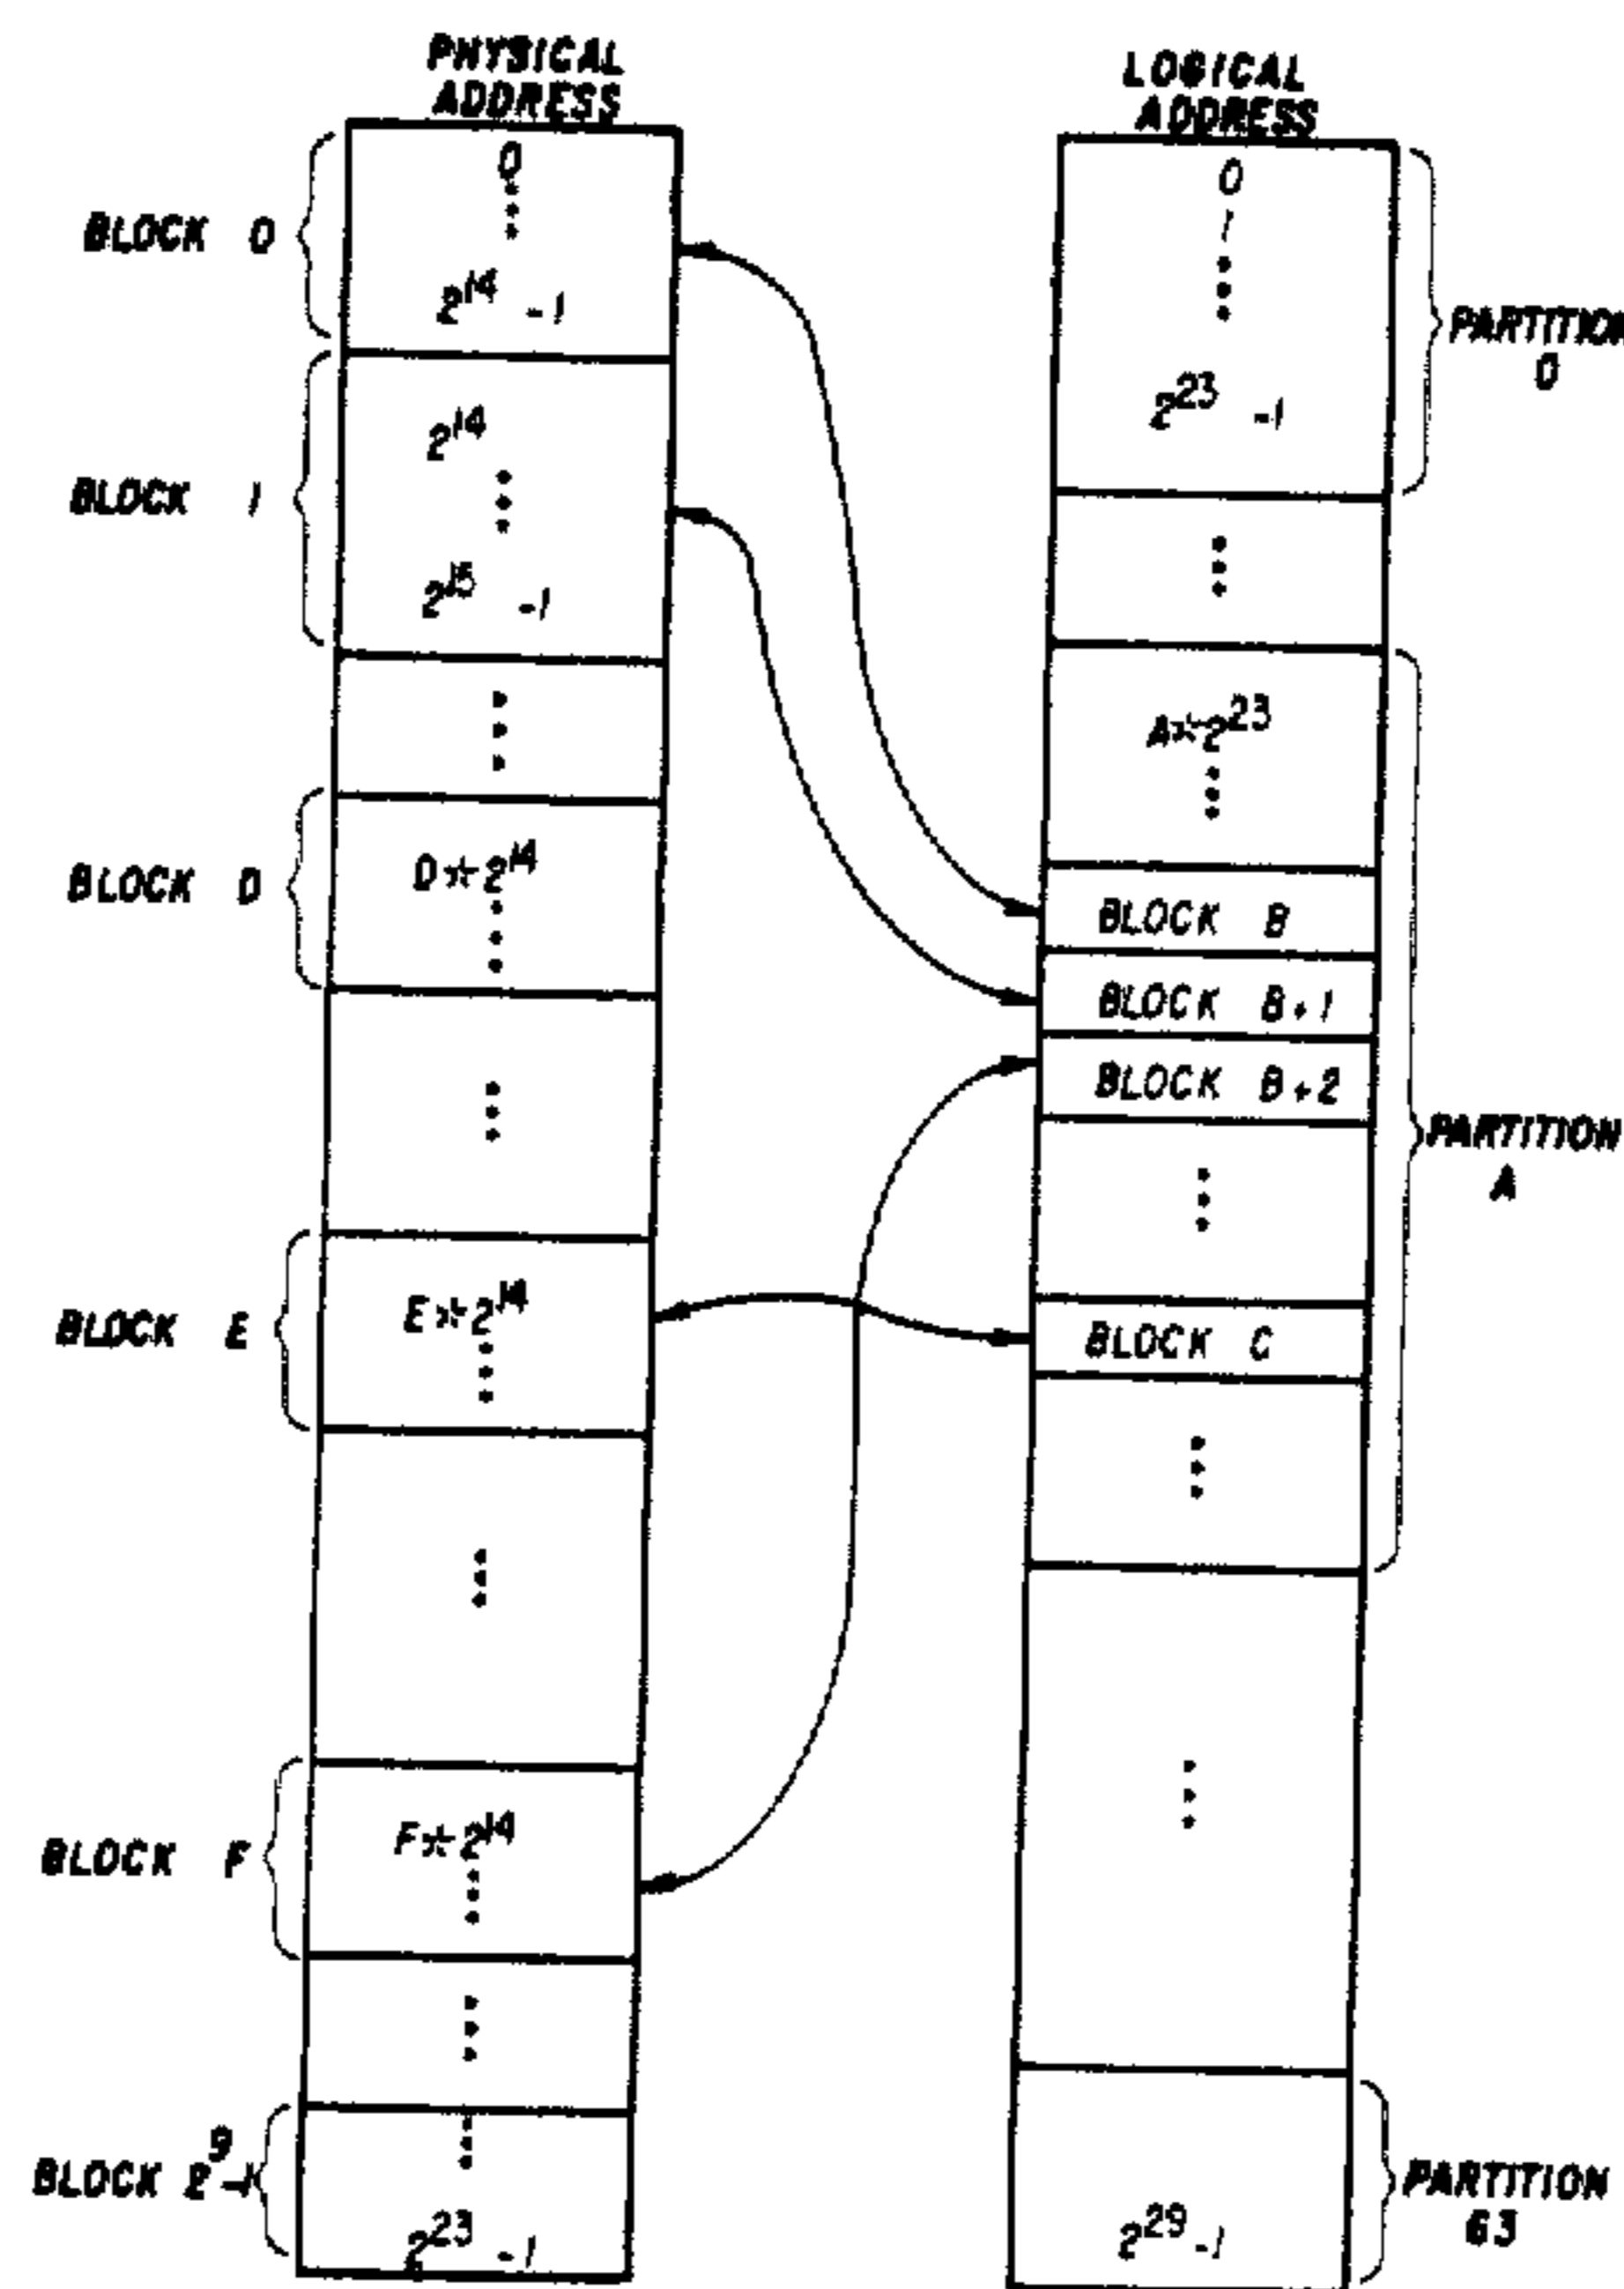 PHYSICAL
ADDRESS
BLOCK 0
0
2^14 -1
BLOCK 1
2^14
2^15 -1
BLOCK D
D*2^14
BLOCK E
E*2^14
BLOCK F
F*2^14
BLOCK 2^9-1
2^23 -1
LOGICAL
ADDRESS
0
1
2^23 -1
PARTITION
0
A*2^23
BLOCK B
BLOCK B+1
BLOCK B+2
BLOCK C
PARTITION
A
2^29-1
PARTITION
63